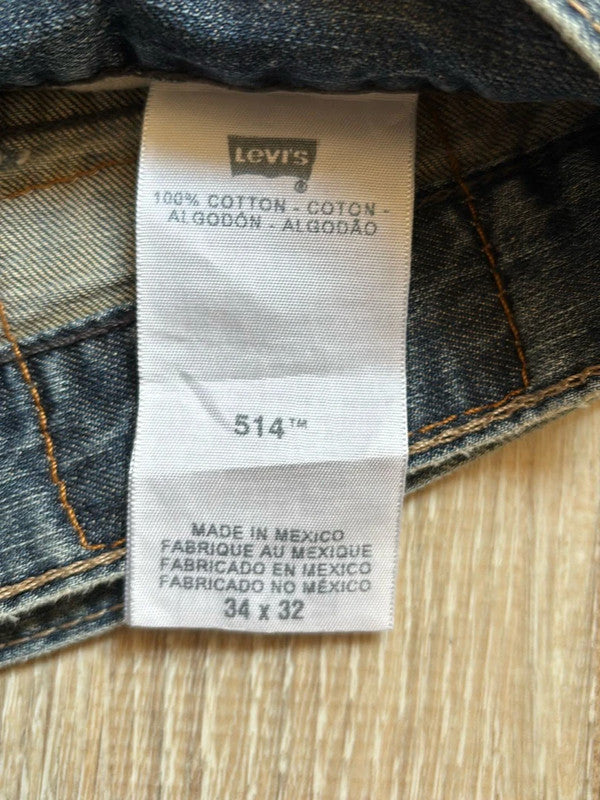 Levi's
®
100% COTTON - COTON -
ALGODÓN - ALGODÃO
514™
MADE IN MEXICO
FABRIQUE AU MEXIQUE
FABRICADO EN MEXICO
FABRICADO NO MÉXICO
34 x 32